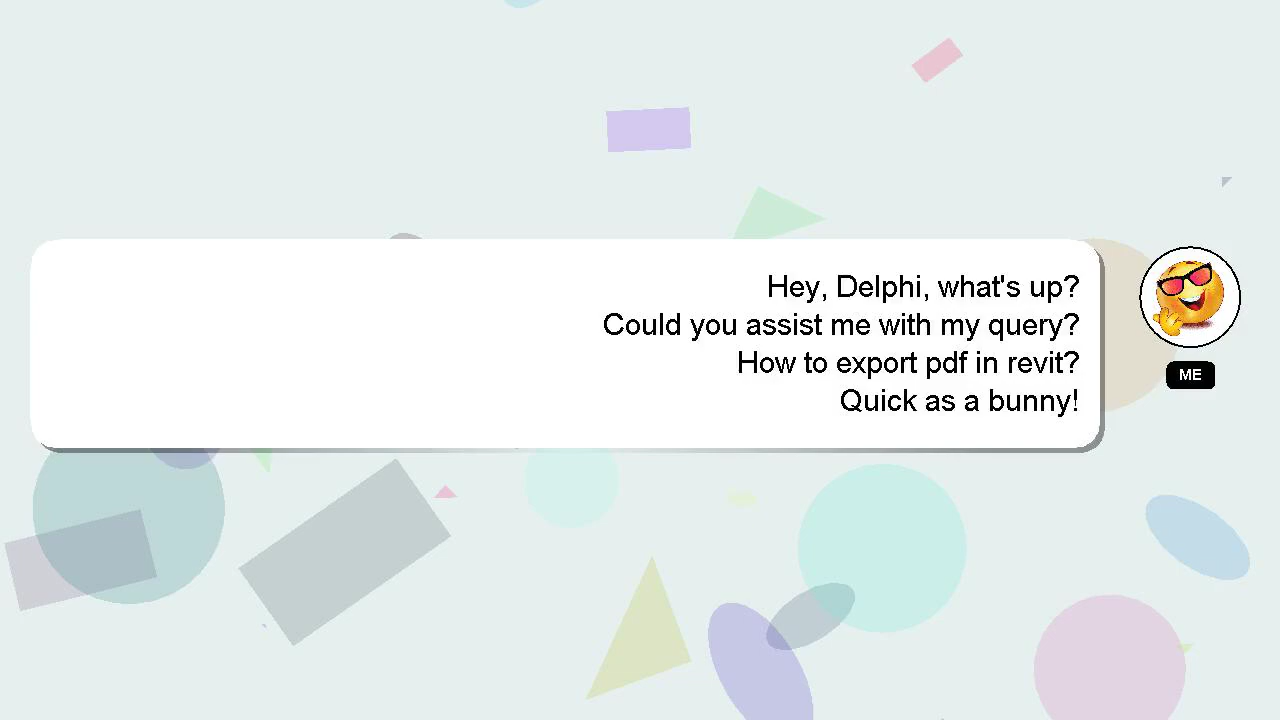 Hey, Delphi, what's up?
Could you assist me with my query?
How to export pdf in revit?
Quick as a bunny!
ME